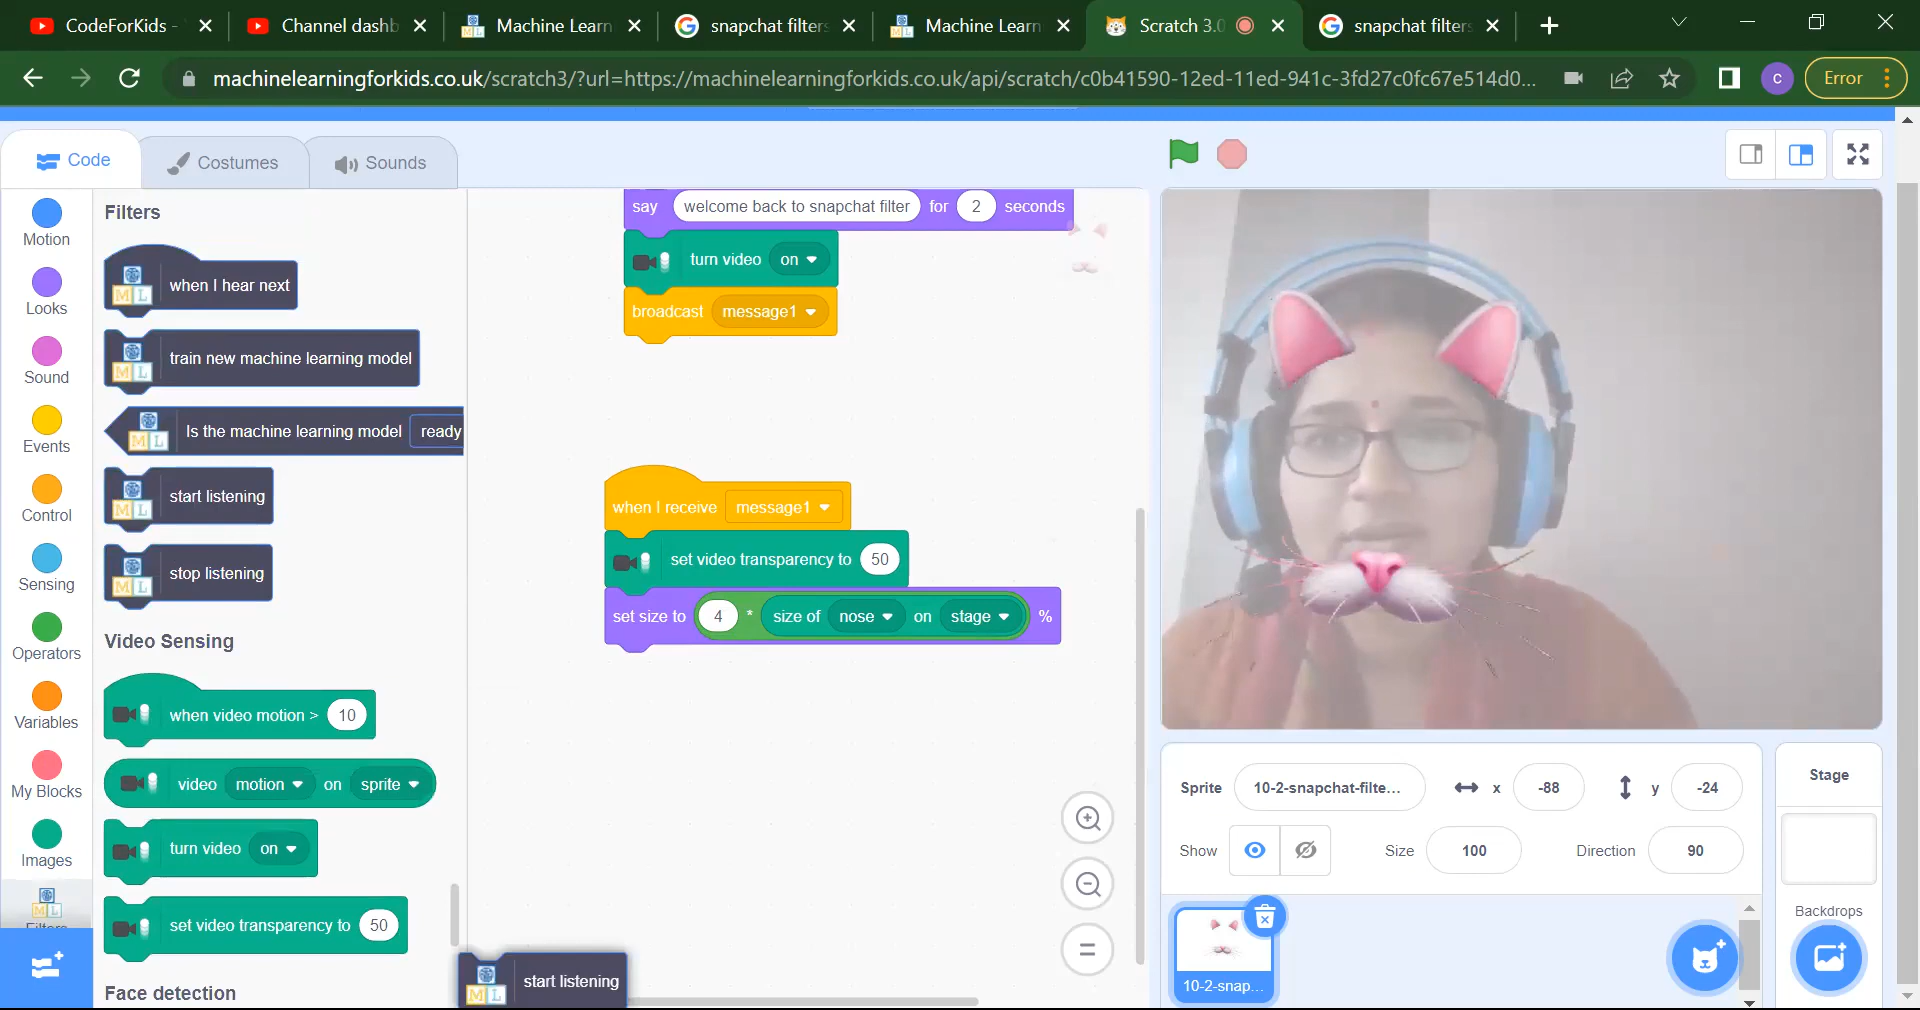 CodeForKids -
Channel dashb
Machine Learn
snapchat filters
Machine Learn
Scratch 3.0
snapchat filters
machinelearningforkids.co.uk/scratch3/?url=https://machinelearningforkids.co.uk/api/scratch/c0b41590-12ed-11ed-941c-3fd27c0fc67e514d0...
c
Error
Code
Costumes
Sounds
Motion
Looks
Sound
Events
Control
Sensing
Operators
Variables
My Blocks
Images
Filters
Filters
ML when I hear next
ML train new machine learning model
ML Is the machine learning model ready
ML start listening
ML stop listening
Video Sensing
when video motion > 10
video motion on sprite
turn video on
set video transparency to 50
Face detection
say welcome back to snapchat filter for 2 seconds
turn video on
broadcast message1
when I receive message1
set video transparency to 50
set size to 4 * size of nose on stage %
ML start listening
Sprite 10-2-snapchat-filte... x -88 y -24
Show Size 100 Direction 90
10-2-snap...
Stage
Backdrops